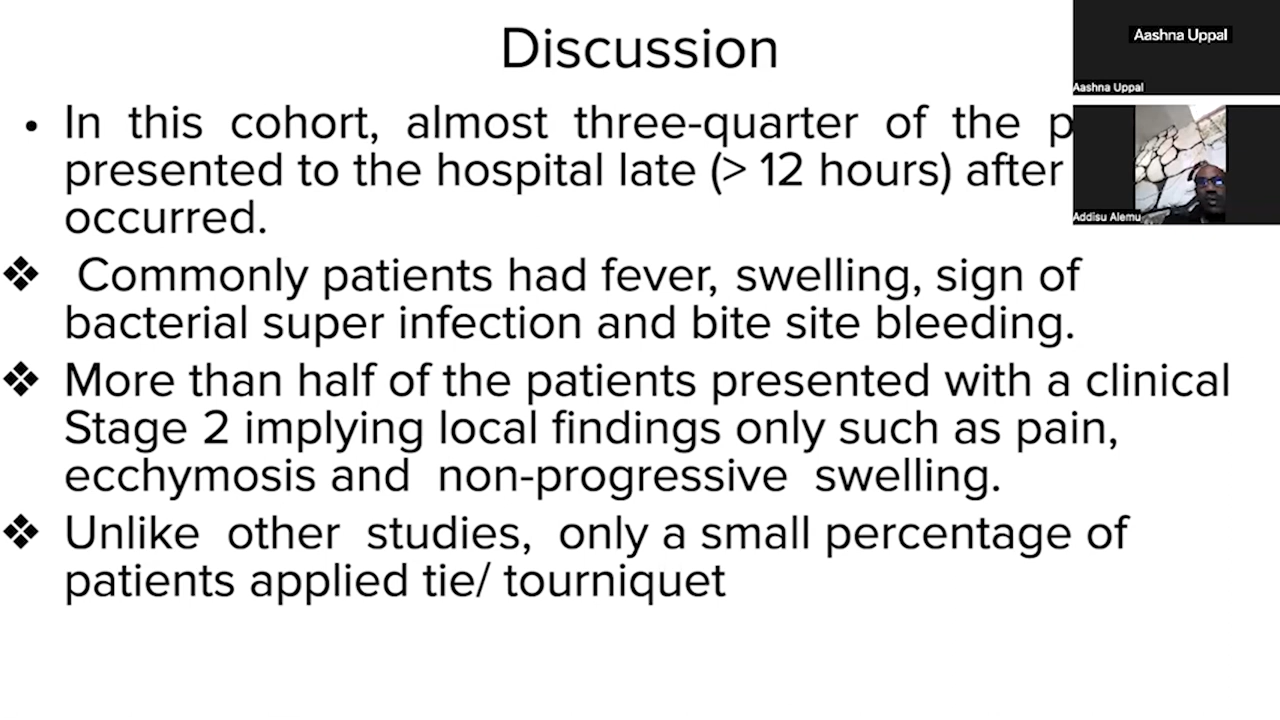 Discussion
• In this cohort, almost three-quarter of the
presented to the hospital late (> 12 hours) after
occurred.
❖ Commonly patients had fever, swelling, sign of
bacterial super infection and bite site bleeding.
❖ More than half of the patients presented with a clinical
Stage 2 implying local findings only such as pain,
ecchymosis and non-progressive swelling.
❖ Unlike other studies, only a small percentage of
patients applied tie/ tourniquet
Aashna Uppal
Aashna Uppal
Addisu Alemu